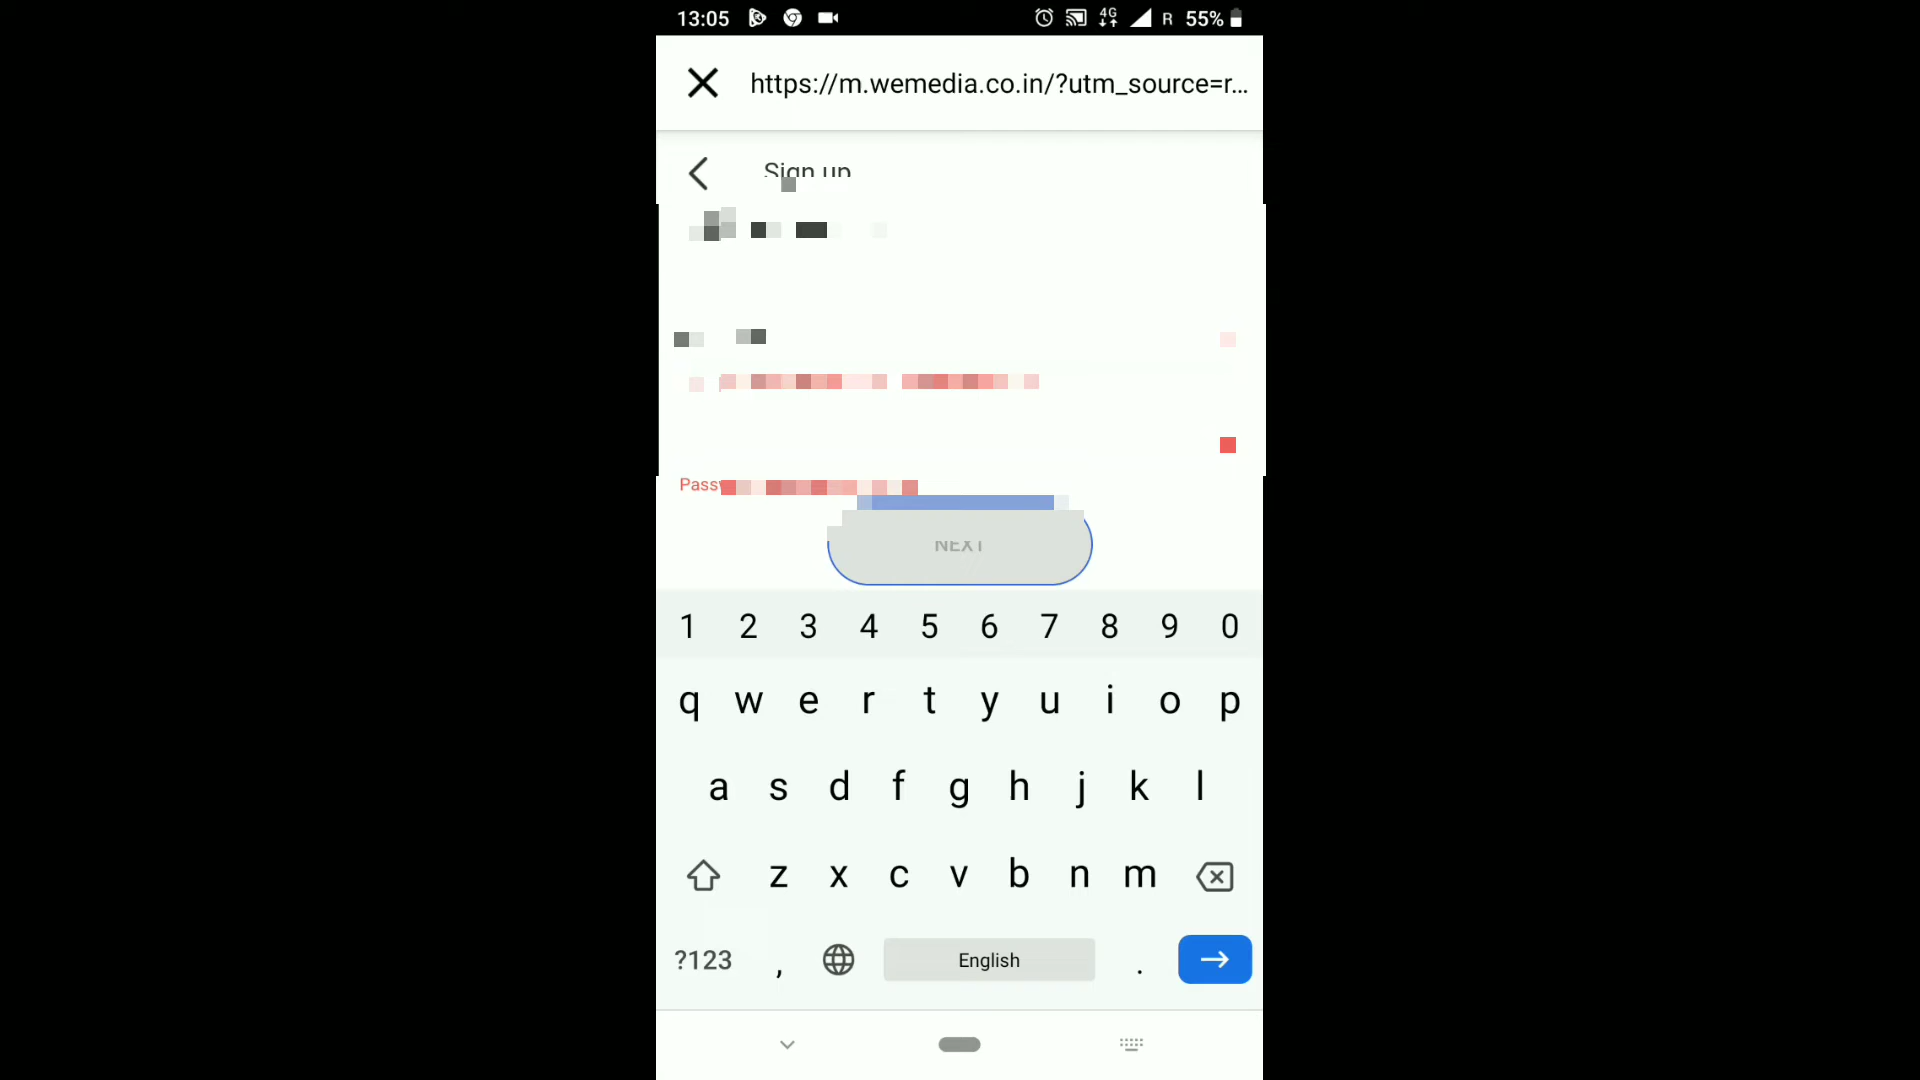 13:05 4G R 55%
https://m.wemedia.co.in/?utm_source=r...
Sign up
NEXT
1 2 3 4 5 6 7 8 9 0
q w e r t y u i o p
a s d f g h j k l
z x c v b n m
?123 , English .